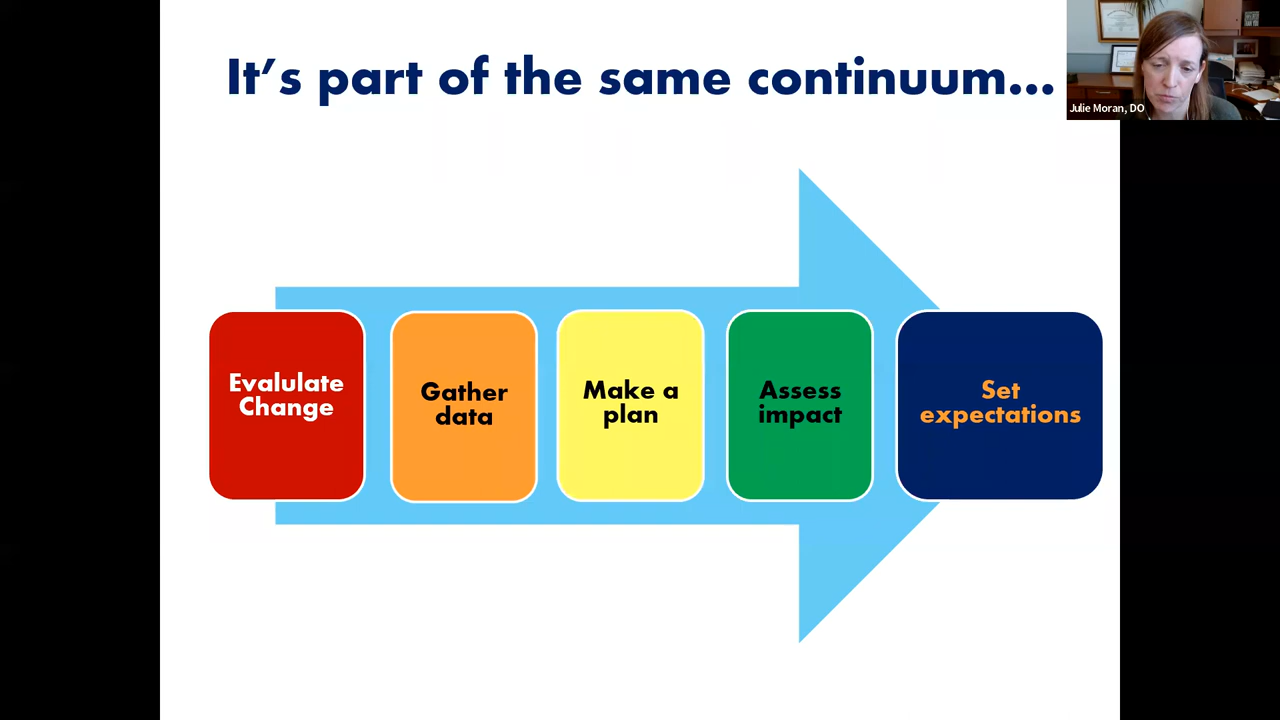 It's part of the same continuum...
Julie Moran, DO
Evalulate
Change
Gather
data
Make a
plan
Assess
impact
Set
expectations